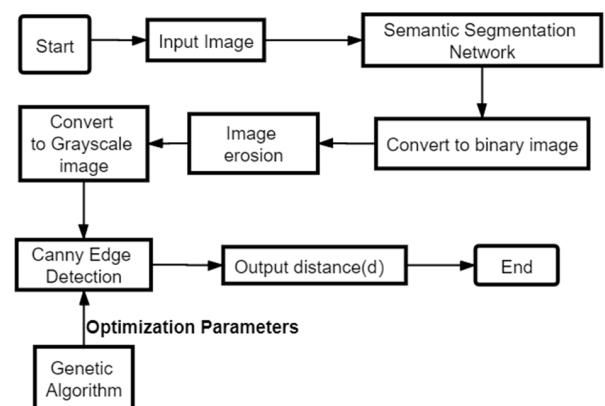 Start
Input Image
Semantic Segmentation
Network
Convert to binary image
Image
erosion
Convert
to Grayscale
image
Canny Edge
Detection
Output distance(d)
End
Optimization Parameters
Genetic
Algorithm